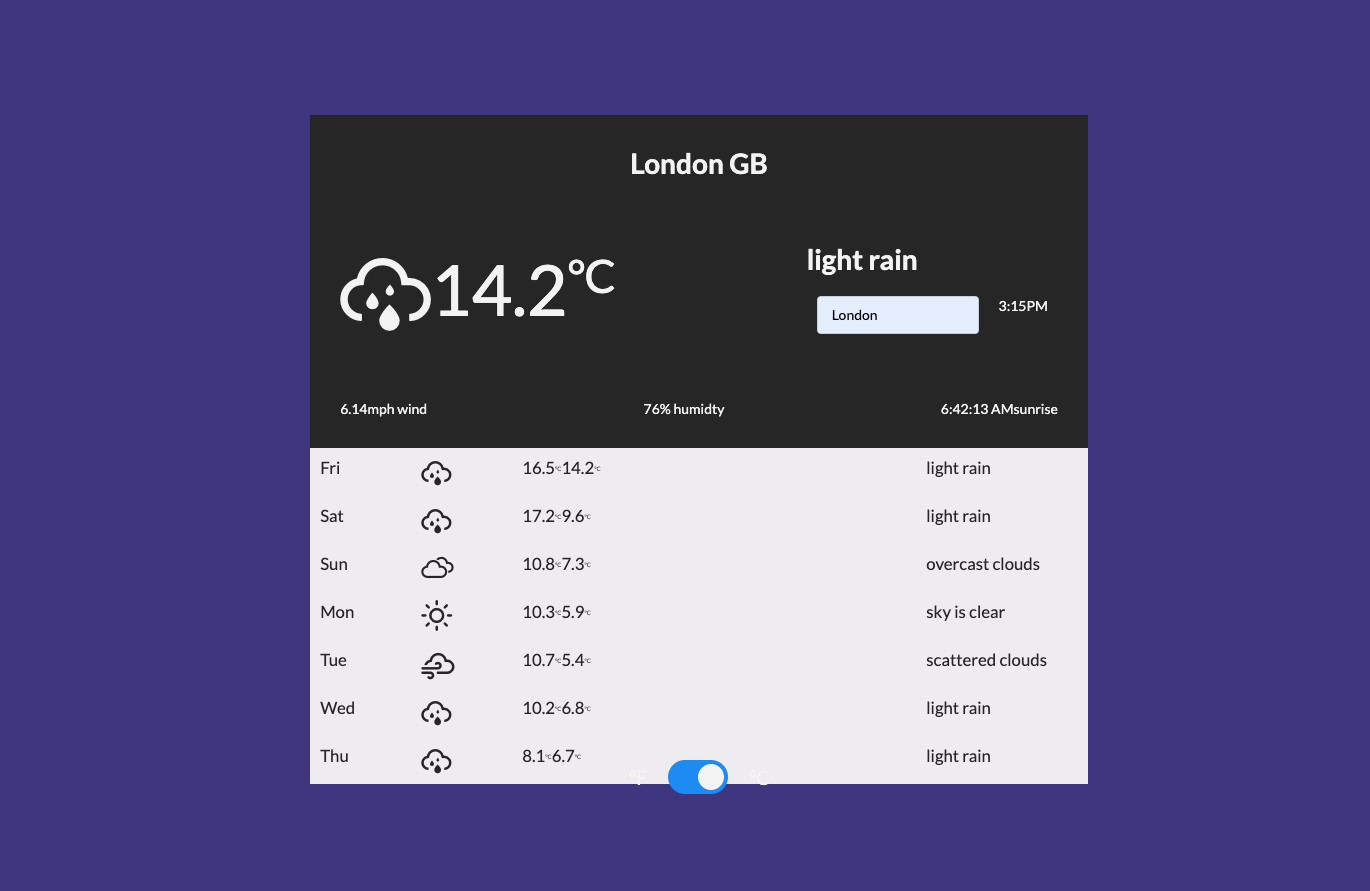 London GB
14.2°C
light rain
London
3:15PM
6.14mph wind
76% humidty
6:42:13 AMsunrise
Fri 16.5°C14.2°C light rain
Sat 17.2°C9.6°C light rain
Sun 10.8°C7.3°C overcast clouds
Mon 10.3°C5.9°C sky is clear
Tue 10.7°C5.4°C scattered clouds
Wed 10.2°C6.8°C light rain
Thu 8.1°C6.7°C light rain
°F °C